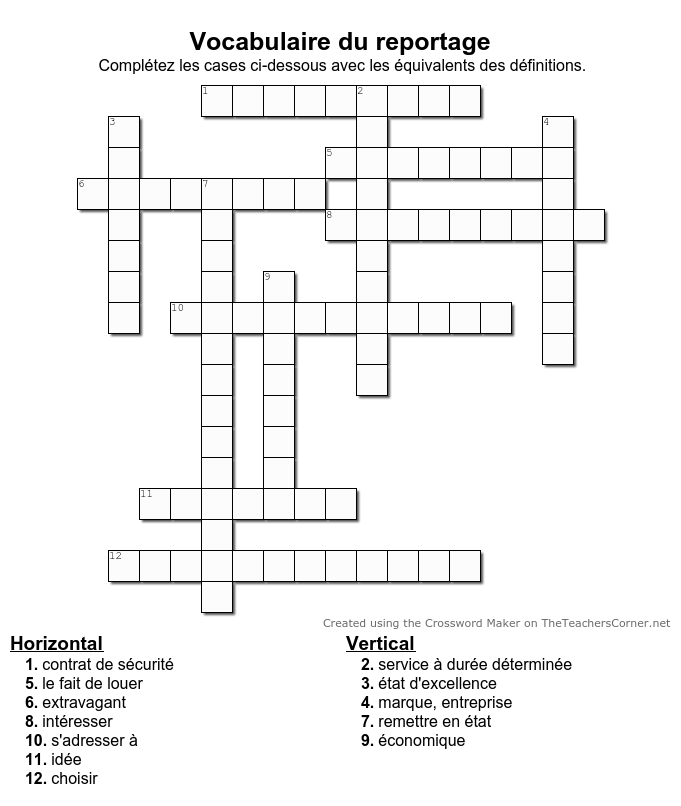 Vocabulaire du reportage
Complétez les cases ci-dessous avec les équivalents des définitions.
1 2
3 4
5
6 7
8
9
10
11
12
Created using the Crossword Maker on TheTeachersCorner.net
Horizontal
1. contrat de sécurité
5. le fait de louer
6. extravagant
8. intéresser
10. s'adresser à
11. idée
12. choisir
Vertical
2. service à durée déterminée
3. état d'excellence
4. marque, entreprise
7. remettre en état
9. économique